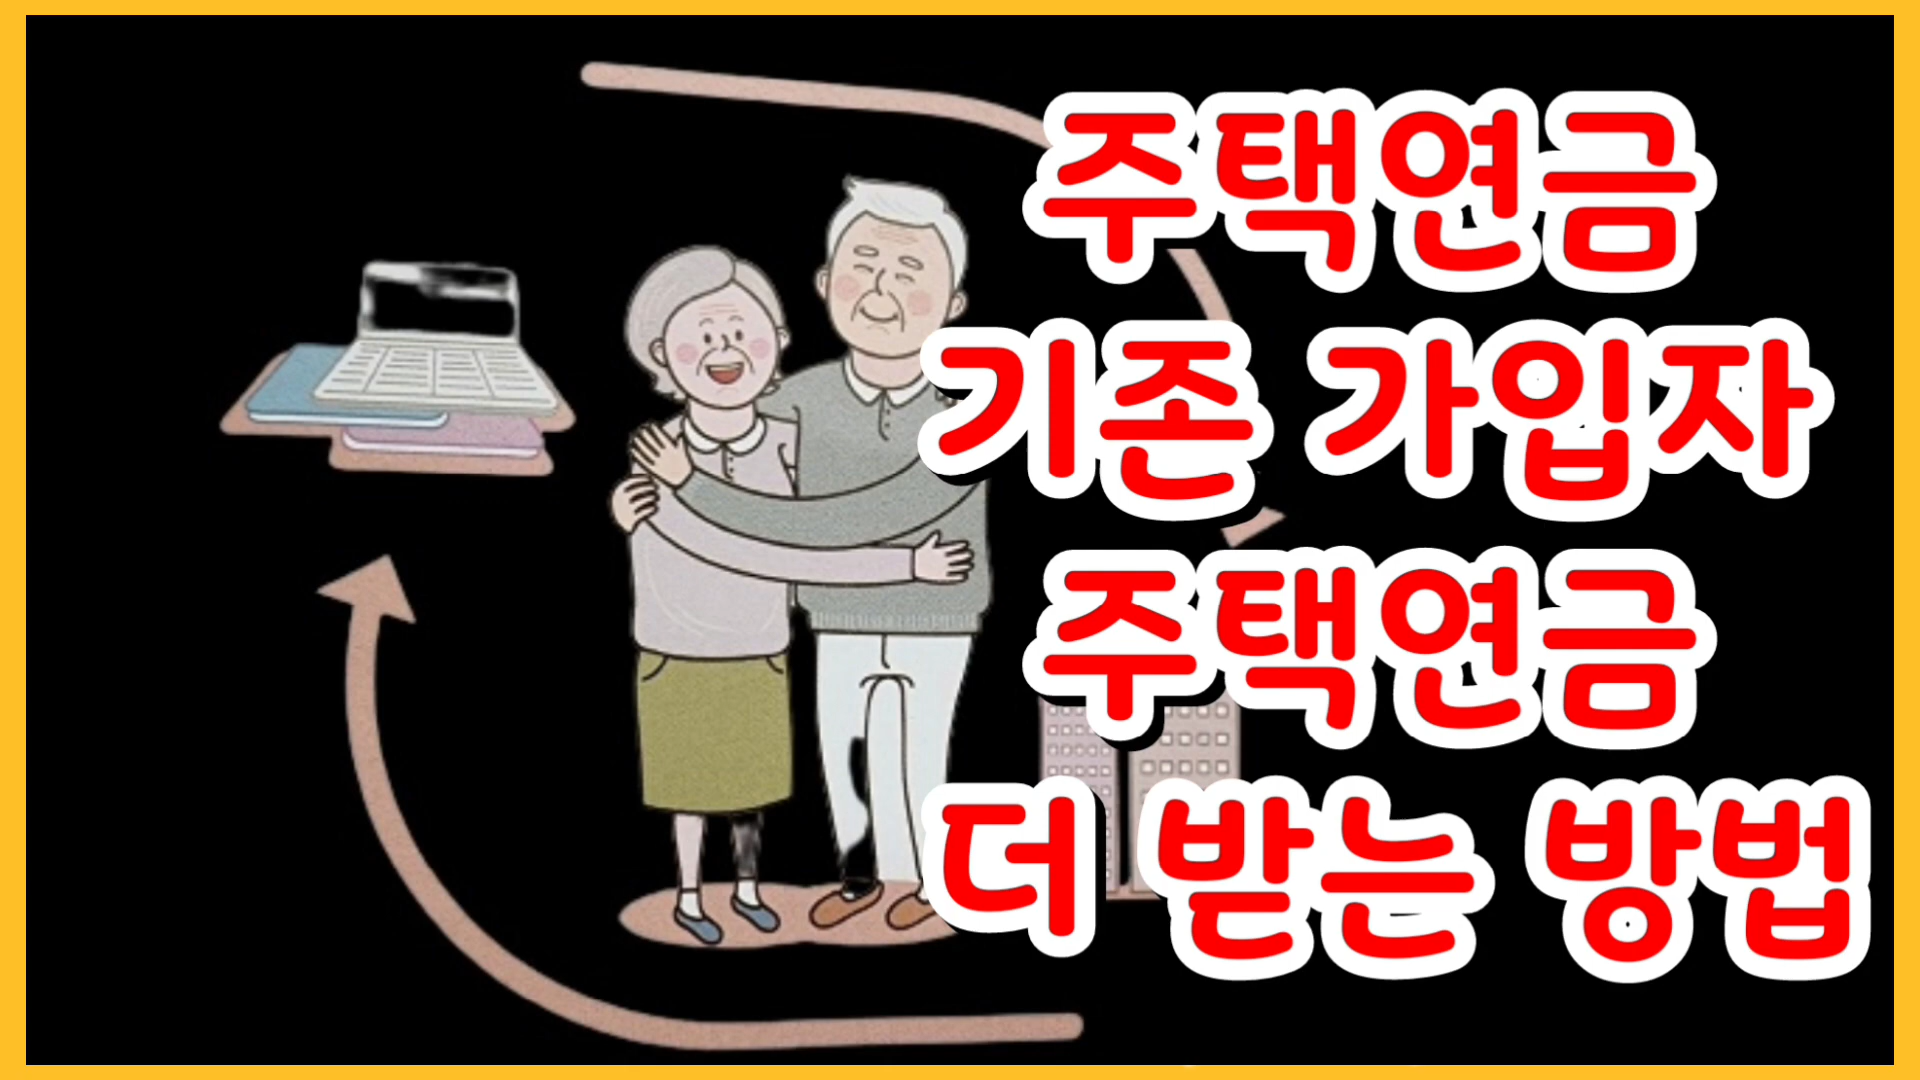 주택연금
기존 가입자
주택연금
더 받는 방법